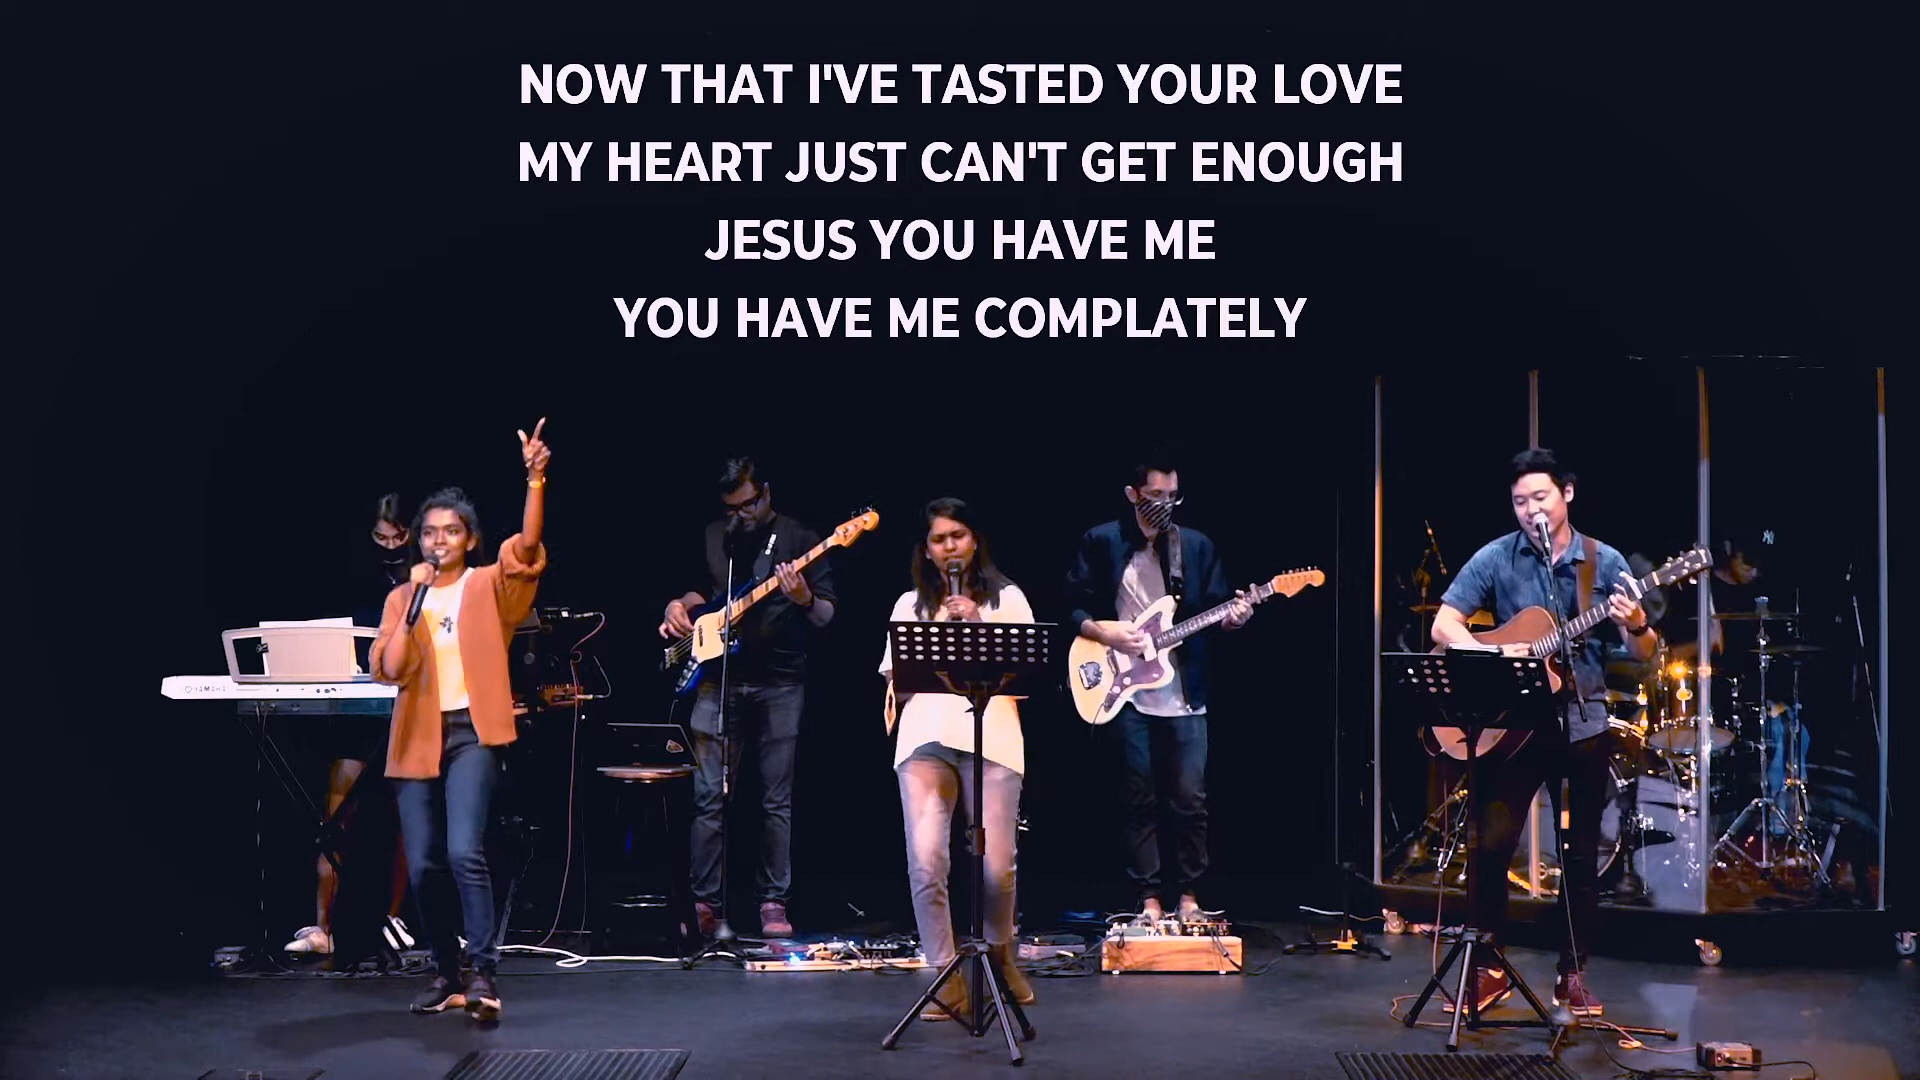 NOW THAT I'VE TASTED YOUR LOVE
MY HEART JUST CAN'T GET ENOUGH
JESUS YOU HAVE ME
YOU HAVE ME COMPLATELY
YAMAHA